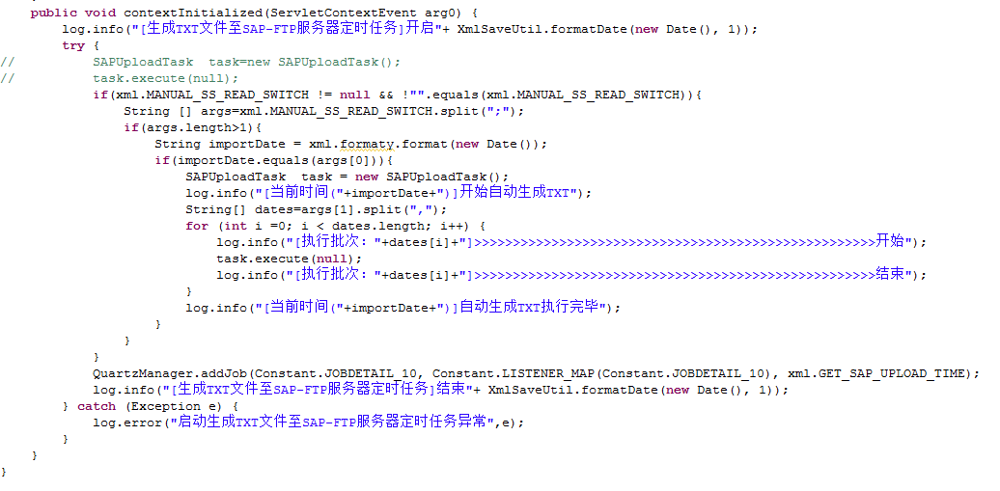 public void contextInitialized(ServletContextEvent arg0) {
log.info("[生成TXT文件至SAP-FTP服务器定时任务]开启"+ XmlSaveUtil.formatDate(new Date(), 1));
try {
// SAPUploadTask task=new SAPUploadTask();
// task.execute(null);
if(xml.MANUAL_SS_READ_SWITCH != null && !"".equals(xml.MANUAL_SS_READ_SWITCH)){
String [] args=xml.MANUAL_SS_READ_SWITCH.split(";");
if(args.length>1){
String importDate = xml.formaty.format(new Date());
if(importDate.equals(args[0])){
SAPUploadTask task = new SAPUploadTask();
log.info("[当前时间("+importDate+")]开始自动生成TXT");
String[] dates=args[1].split(",");
for (int i =0; i < dates.length; i++) {
log.info("[执行批次："+dates[i]+"]>>>>>>>>>>>>>>>>>>>>>>>>>>>>>>>>>>>>>>>>>>>>>>>>>>>>开始");
task.execute(null);
log.info("[执行批次："+dates[i]+"]>>>>>>>>>>>>>>>>>>>>>>>>>>>>>>>>>>>>>>>>>>>>>>>>>>>>结束");
}
log.info("[当前时间("+importDate+")]自动生成TXT执行完毕");
}
}
}
QuartzManager.addJob(Constant.JOBDETAIL_10, Constant.LISTENER_MAP(Constant.JOBDETAIL_10), xml.GET_SAP_UPLOAD_TIME);
log.info("[生成TXT文件至SAP-FTP服务器定时任务]结束"+ XmlSaveUtil.formatDate(new Date(), 1));
} catch (Exception e) {
log.error("启动生成TXT文件至SAP-FTP服务器定时任务异常",e);
}
}
}